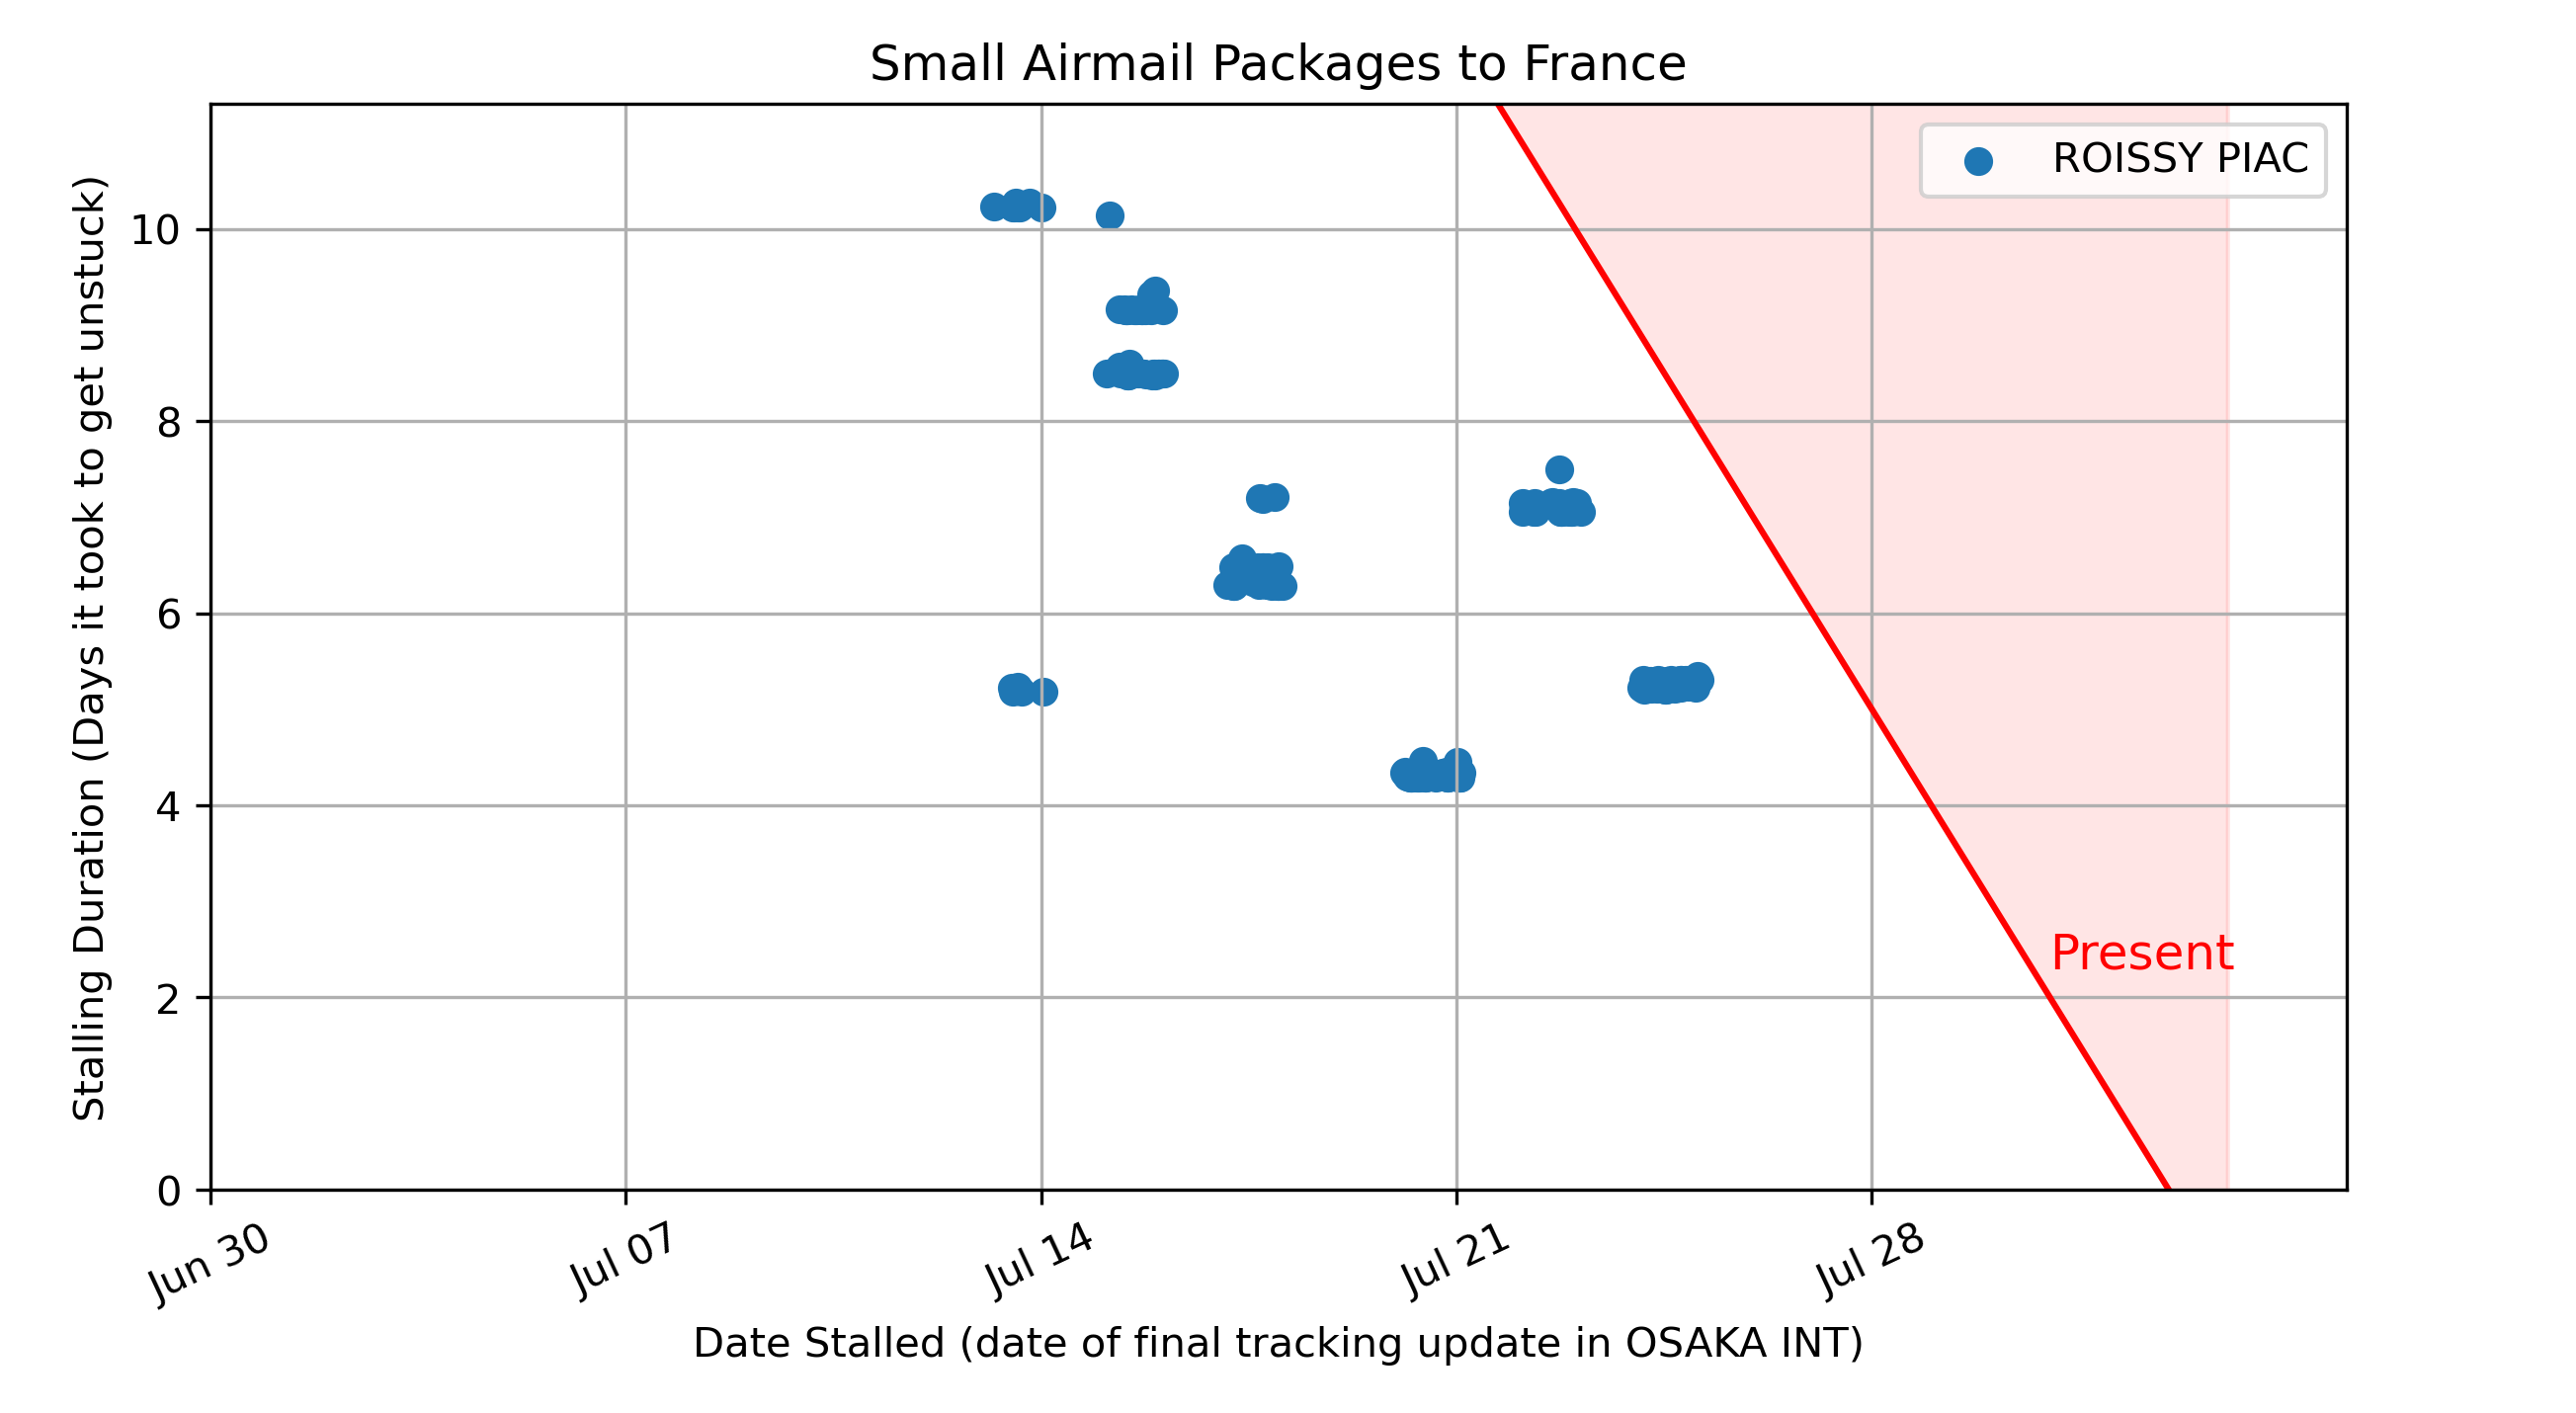 Small Airmail Packages to France
ROISSY PIAC
Present
Stalling Duration (Days it took to get unstuck)
10
8
6
4
2
0
Jun 30
Jul 07
Jul 14
Jul 21
Jul 28
Date Stalled (date of final tracking update in OSAKA INT)